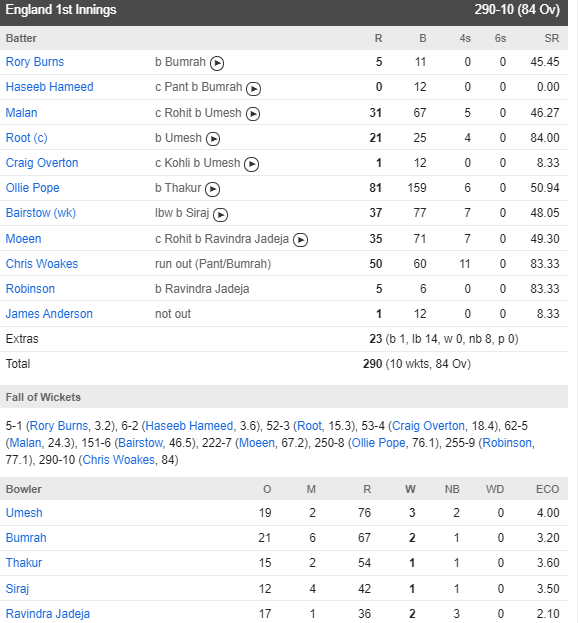 England 1st Innings 290-10 (84 Ov)
Batter R B 4s 6s SR
Rory Burns b Bumrah 5 11 0 0 45.45
Haseeb Hameed c Pant b Bumrah 0 12 0 0 0.00
Malan c Rohit b Umesh 31 67 5 0 46.27
Root (c) b Umesh 21 25 4 0 84.00
Craig Overton c Kohli b Umesh 1 12 0 0 8.33
Ollie Pope b Thakur 81 159 6 0 50.94
Bairstow (wk) lbw b Siraj 37 77 7 0 48.05
Moeen c Rohit b Ravindra Jadeja 35 71 7 0 49.30
Chris Woakes run out (Pant/Bumrah) 50 60 11 0 83.33
Robinson b Ravindra Jadeja 5 6 0 0 83.33
James Anderson not out 1 12 0 0 8.33
Extras 23 (b 1, lb 14, w 0, nb 8, p 0)
Total 290 (10 wkts, 84 Ov)
Fall of Wickets
5-1 (Rory Burns, 3.2), 6-2 (Haseeb Hameed, 3.6), 52-3 (Root, 15.3), 53-4 (Craig Overton, 18.4), 62-5
(Malan, 24.3), 151-6 (Bairstow, 46.5), 222-7 (Moeen, 67.2), 250-8 (Ollie Pope, 76.1), 255-9 (Robinson,
77.1), 290-10 (Chris Woakes, 84)
Bowler O M R W NB WD ECO
Umesh 19 2 76 3 2 0 4.00
Bumrah 21 6 67 2 1 0 3.20
Thakur 15 2 54 1 1 0 3.60
Siraj 12 4 42 1 1 0 3.50
Ravindra Jadeja 17 1 36 2 3 0 2.10